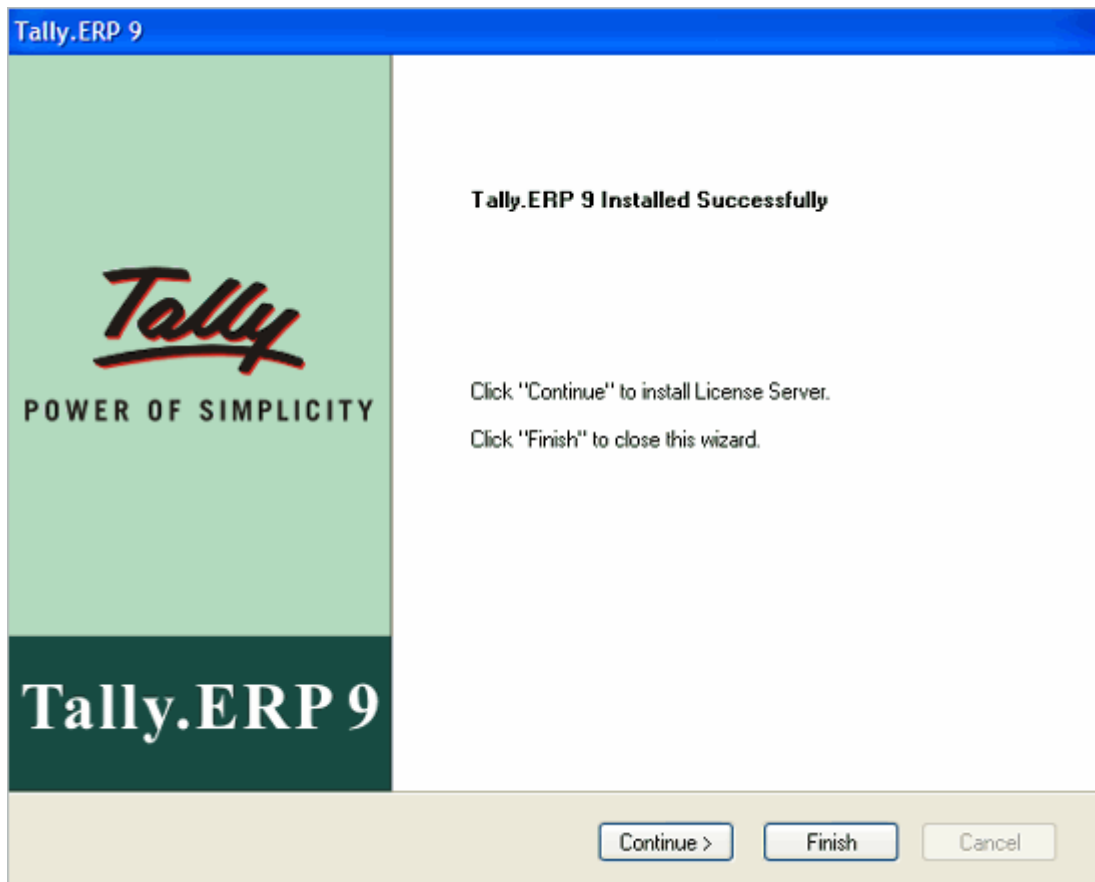 Tally.ERP 9
Tally.ERP 9 Installed Successfully
Tally
POWER OF SIMPLICITY
Click "Continue" to install License Server.
Click "Finish" to close this wizard.
Tally.ERP 9
Continue >
Finish
Cancel